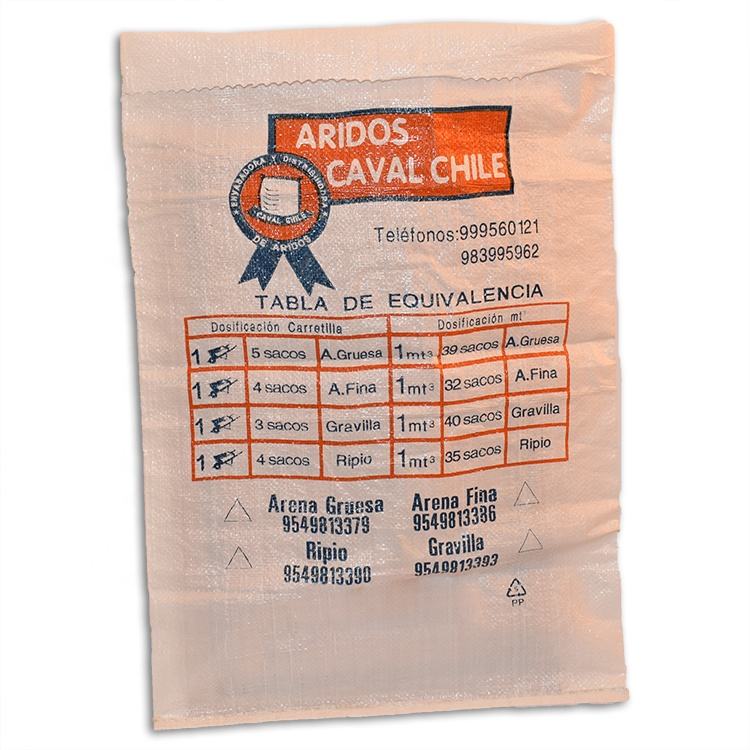 ARIDOS
CAVAL CHILE
ENVASADORA Y DISTRIBUIDORA
CAVAL CHILE
DE ARIDOS
Teléfonos:999560121
983995962
TABLA DE EQUIVALENCIA
Dosificación Carretilla Dosificación mt³
1 5 sacos A.Gruesa 1mt³ 39 sacos A.Gruesa
1 4 sacos A.Fina 1mt³ 32 sacos A.Fina
1 3 sacos Gravilla 1mt³ 40 sacos Gravilla
1 4 sacos Ripio 1mt³ 35 sacos Ripio
Arena Gruesa Arena Fina
9549813379 9549813386
Ripio Gravilla
9549813390 9549813393
5
PP